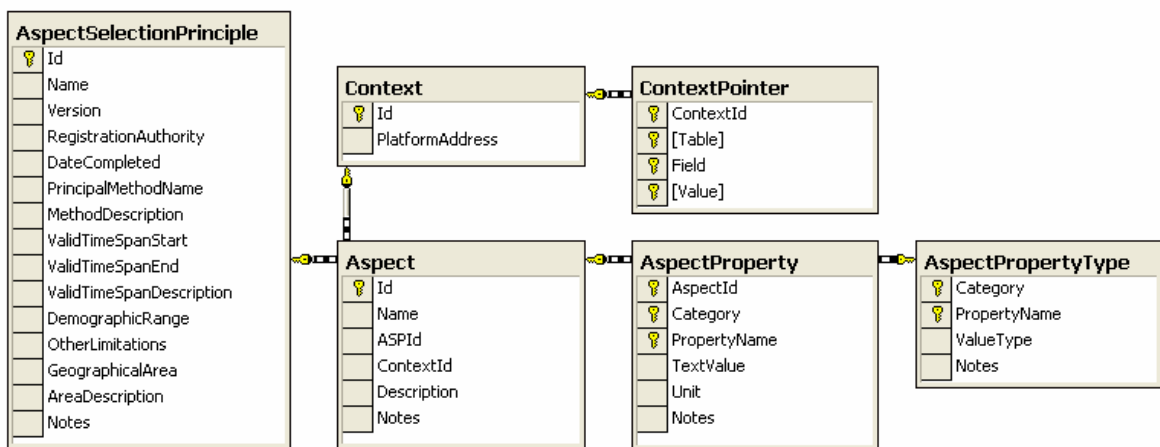 AspectSelectionPrinciple
Id
Name
Version
RegistrationAuthority
DateCompleted
PrincipalMethodName
MethodDescription
ValidTimeSpanStart
ValidTimeSpanEnd
ValidTimeSpanDescription
DemographicRange
OtherLimitations
GeographicalArea
AreaDescription
Notes
Context
Id
PlatformAddress
ContextPointer
ContextId
[Table]
Field
[Value]
Aspect
Id
Name
ASPId
ContextId
Description
Notes
AspectProperty
AspectId
Category
PropertyName
TextValue
Unit
Notes
AspectPropertyType
Category
PropertyName
ValueType
Notes